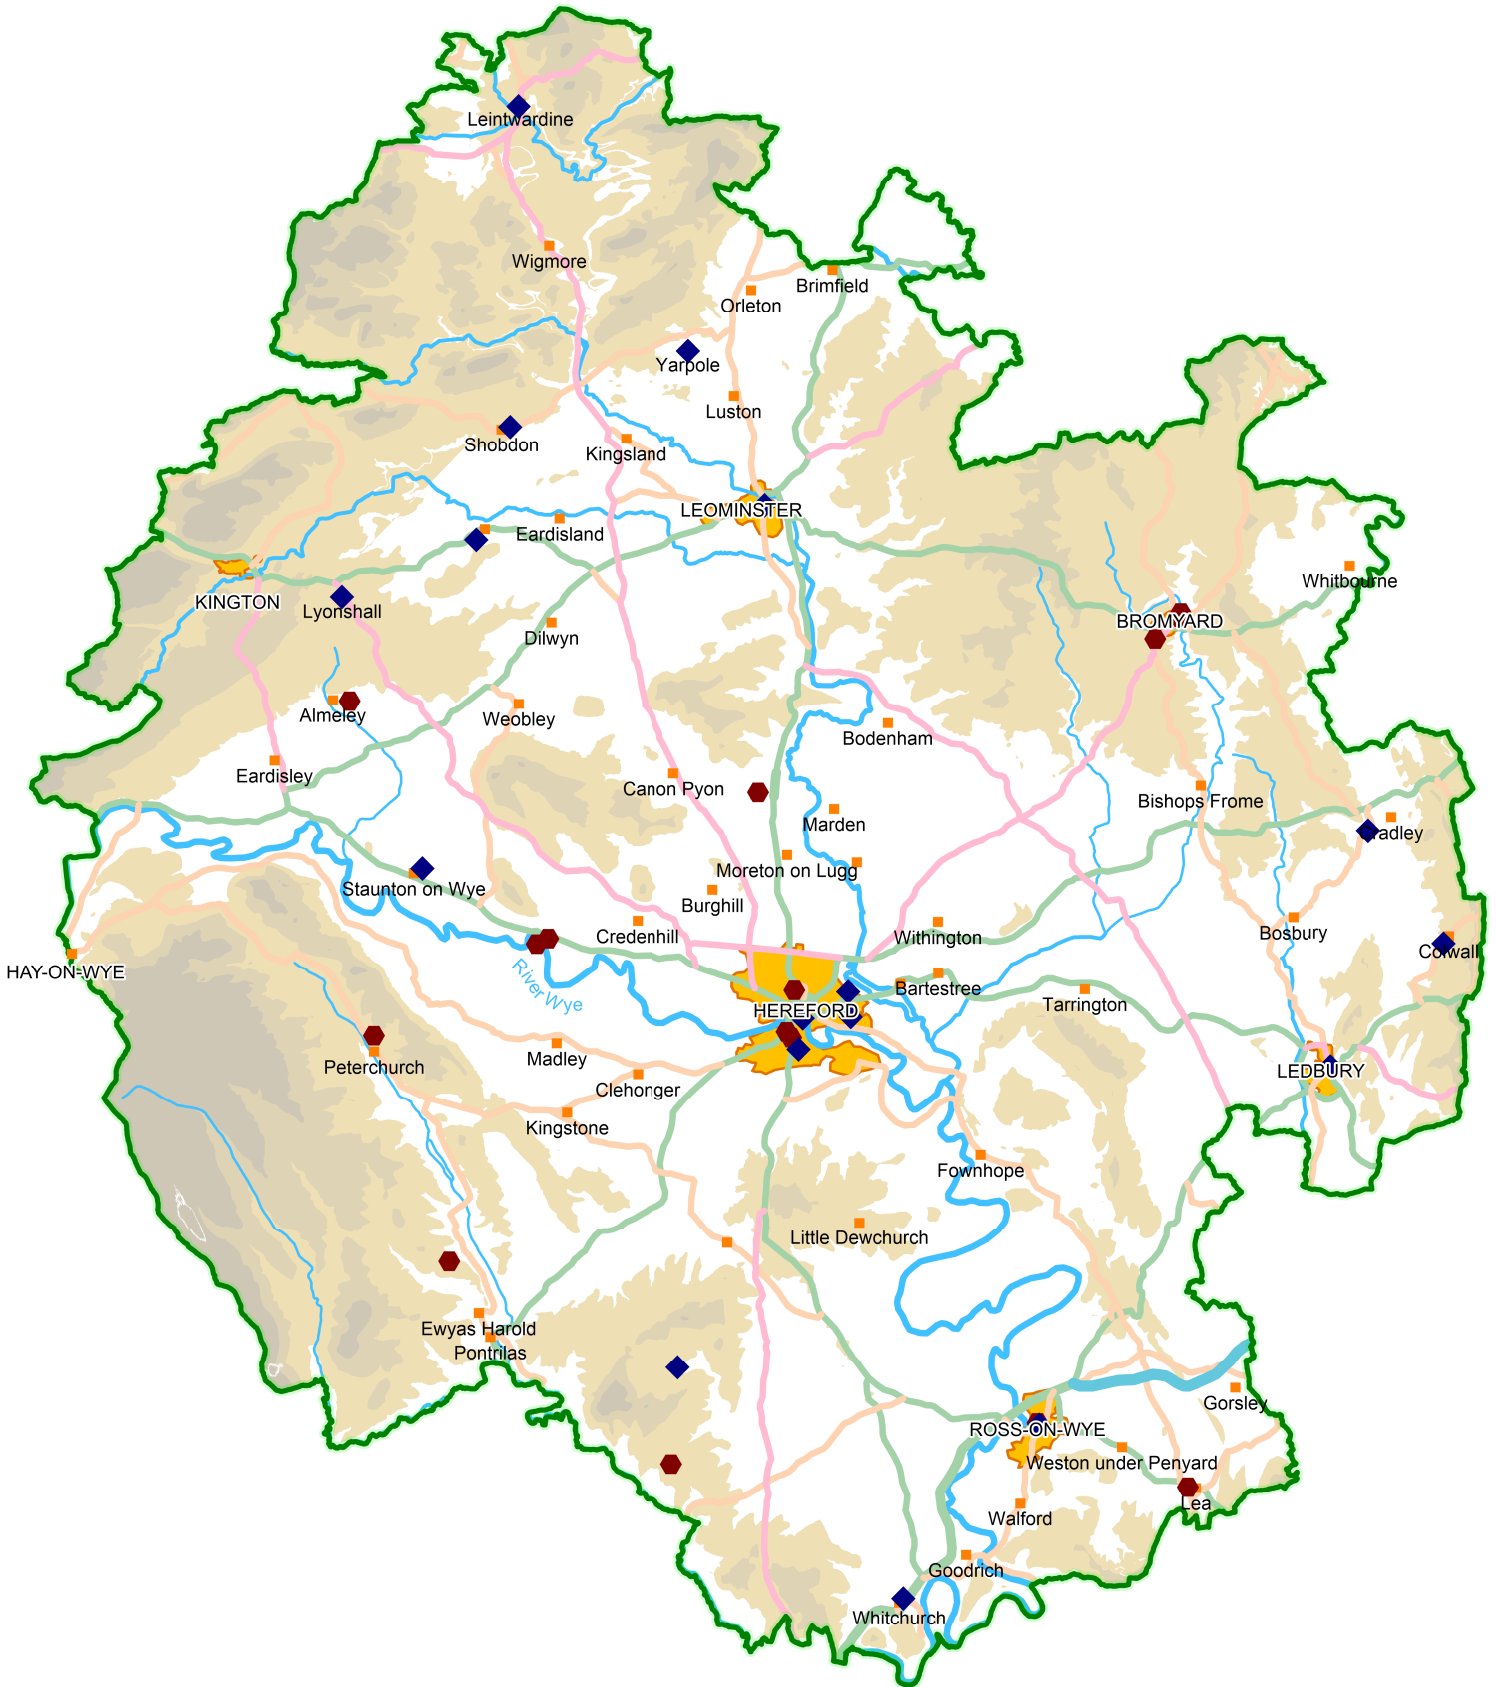 Leintwardine
Wigmore
Brimfield
Orleton
Yarpole
Luston
Shobdon
Kingsland
LEOMINSTER
Eardisland
Whitbourne
KINGTON
Lyonshall
BROMYARD
Dilwyn
Almeley
Weobley
Bodenham
Eardisley
Canon Pyon
Bishops Frome
Marden
Cradley
Moreton on Lugg
Staunton on Wye
Burghill
Credenhill
Withington
Bosbury
Colwall
HAY-ON-WYE
River Wye
Bartestree
Tarrington
HEREFORD
Madley
Peterchurch
LEDBURY
Clehonger
Kingstone
Fownhope
Little Dewchurch
Ewyas Harold
Pontrilas
Gorsley
ROSS-ON-WYE
Weston under Penyard
Lea
Walford
Goodrich
Whitchurch